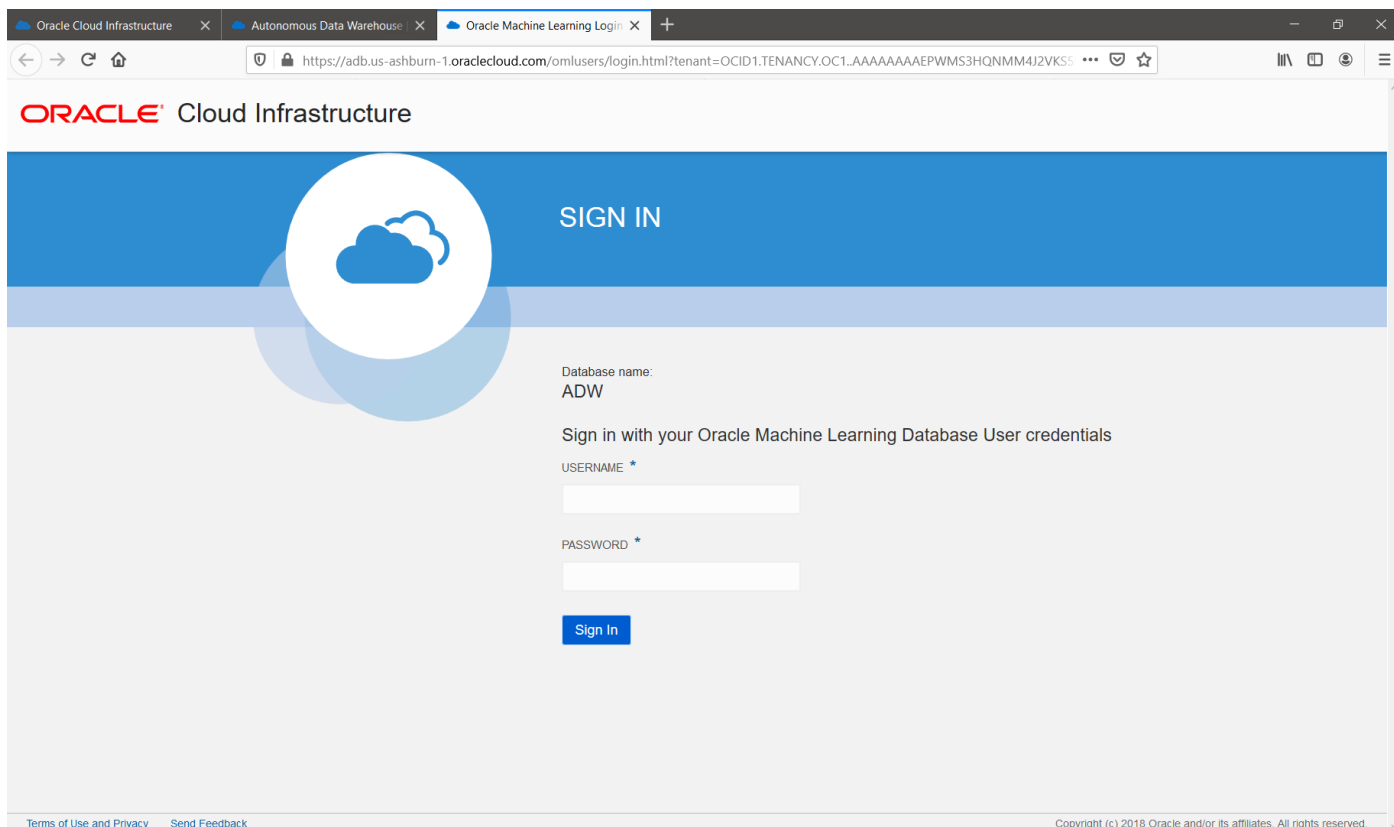 Oracle Cloud Infrastructure
Autonomous Data Warehouse |
Oracle Machine Learning Login
https://adb.us-ashburn-1.oraclecloud.com/omlusers/login.html?tenant=OCID1.TENANCY.OC1..AAAAAAAAEPWMS3HQNMM4J2VKS5
ORACLE® Cloud Infrastructure
SIGN IN
Database name:
ADW
Sign in with your Oracle Machine Learning Database User credentials
USERNAME *
PASSWORD *
Sign In
Terms of Use and Privacy Send Feedback Copyright (c) 2018 Oracle and/or its affiliates. All rights reserved.